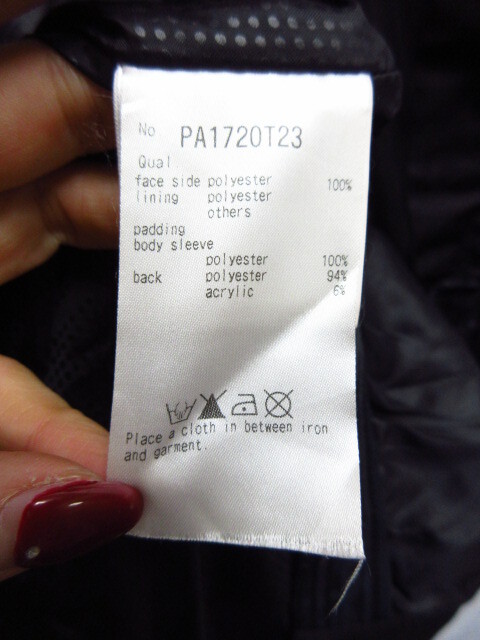 No PA1720T23
Qual
face side polyester 100%
lining polyester
others
padding
body sleeve
polyester 100%
back polyester 94%
acrylic 6%
Place a cloth in between iron
and garment.